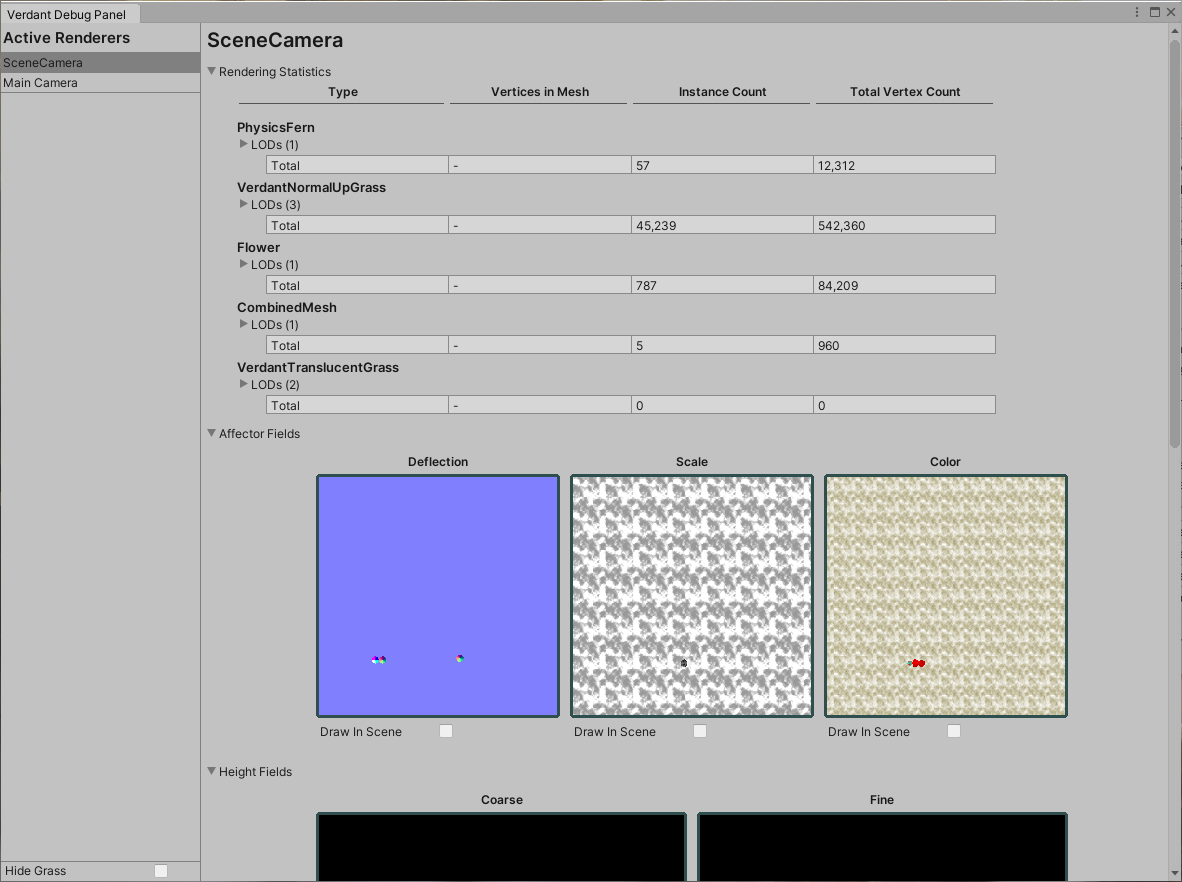 Verdant Debug Panel
Active Renderers
SceneCamera
Main Camera
SceneCamera
Rendering Statistics
Type Vertices in Mesh Instance Count Total Vertex Count
PhysicsFern
LODs (1)
Total - 57 12,312
VerdantNormalUpGrass
LODs (3)
Total - 45,239 542,360
Flower
LODs (1)
Total - 787 84,209
CombinedMesh
LODs (1)
Total - 5 960
VerdantTranslucentGrass
LODs (2)
Total - 0 0
Affector Fields
Deflection Scale Color
Draw In Scene Draw In Scene Draw In Scene
Height Fields
Coarse Fine
Hide Grass